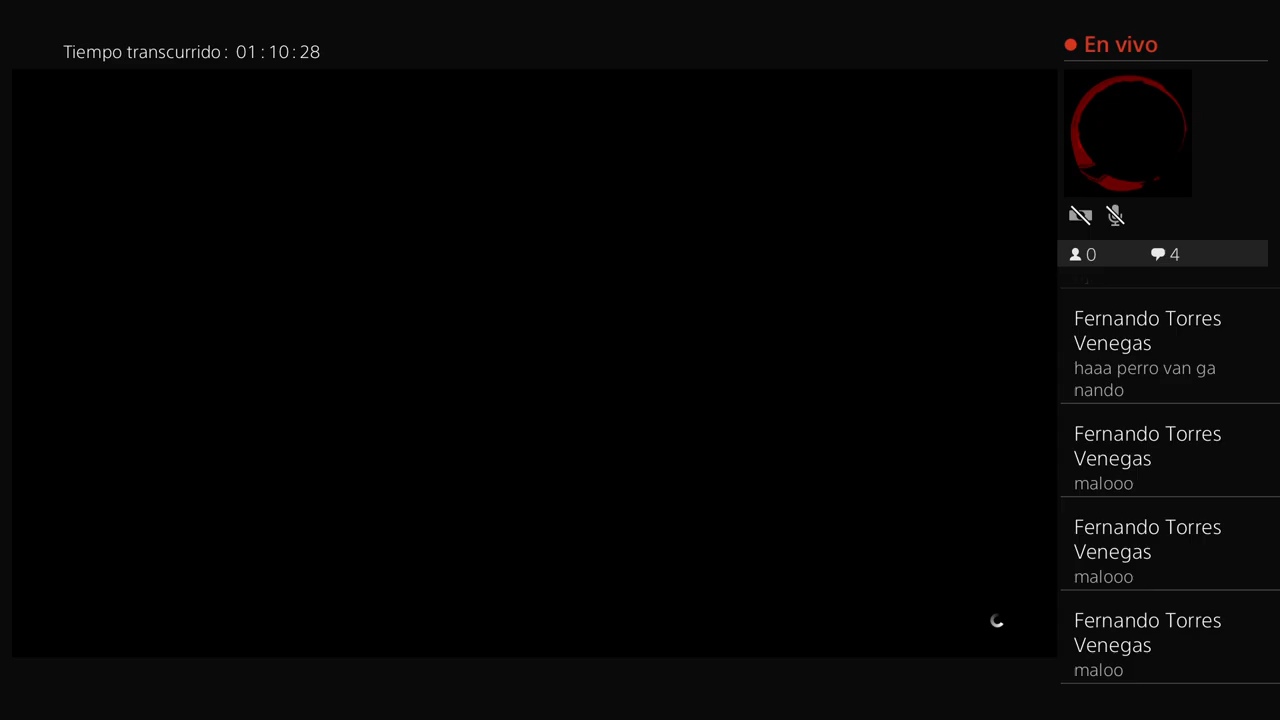 Tiempo transcurrido : 01 : 10 : 28
En vivo
0 4
Fernando Torres
Venegas
haaa perro van ga
nando
Fernando Torres
Venegas
malooo
Fernando Torres
Venegas
malooo
Fernando Torres
Venegas
maloo